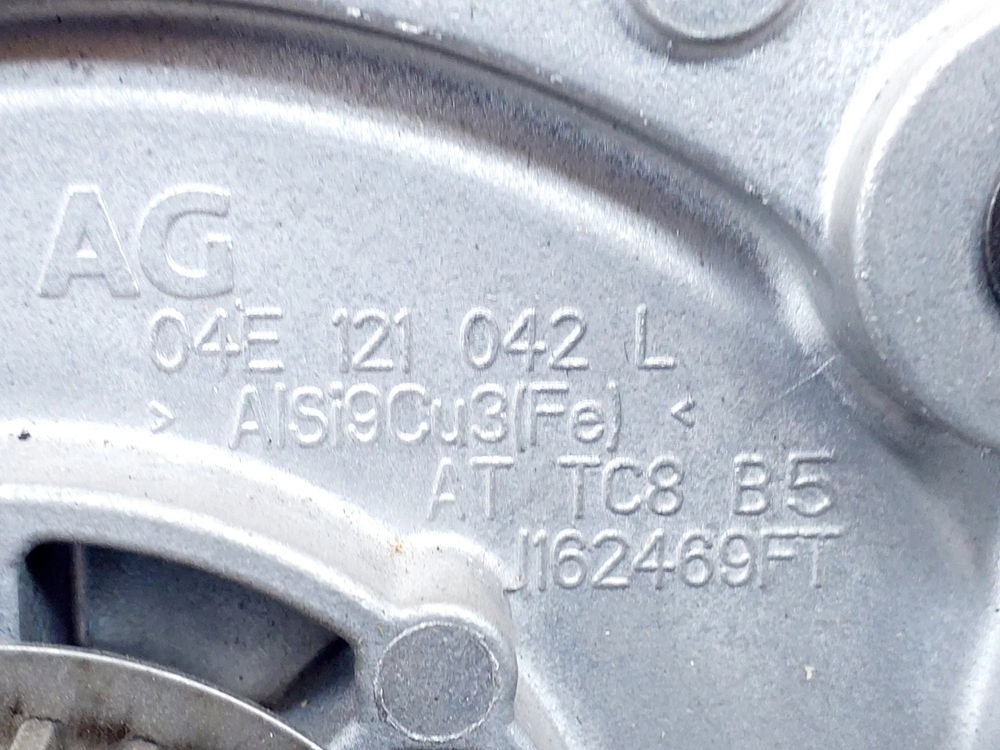 AG
04E 121 042 L
> AlSi9Cu3(Fe) <
AT TC8 B5
J162469FT